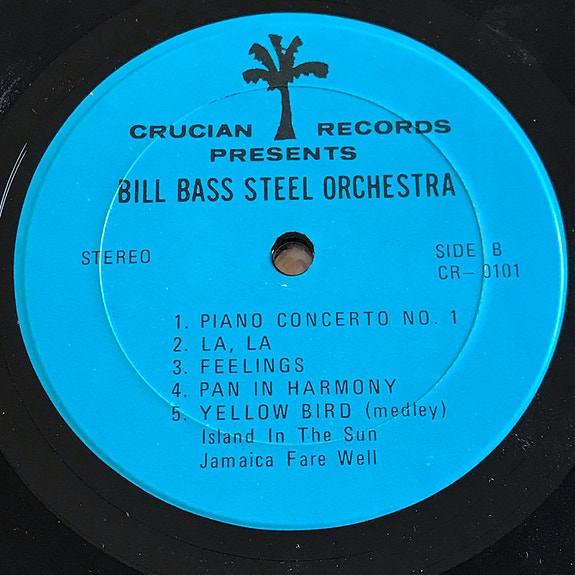 CRUCIAN RECORDS
PRESENTS
BILL BASS STEEL ORCHESTRA
STEREO
SIDE B
CR-0101
1. PIANO CONCERTO NO. 1
2. LA, LA
3. FEELINGS
4. PAN IN HARMONY
5. YELLOW BIRD (medley)
Island In The Sun
Jamaica Fare Well